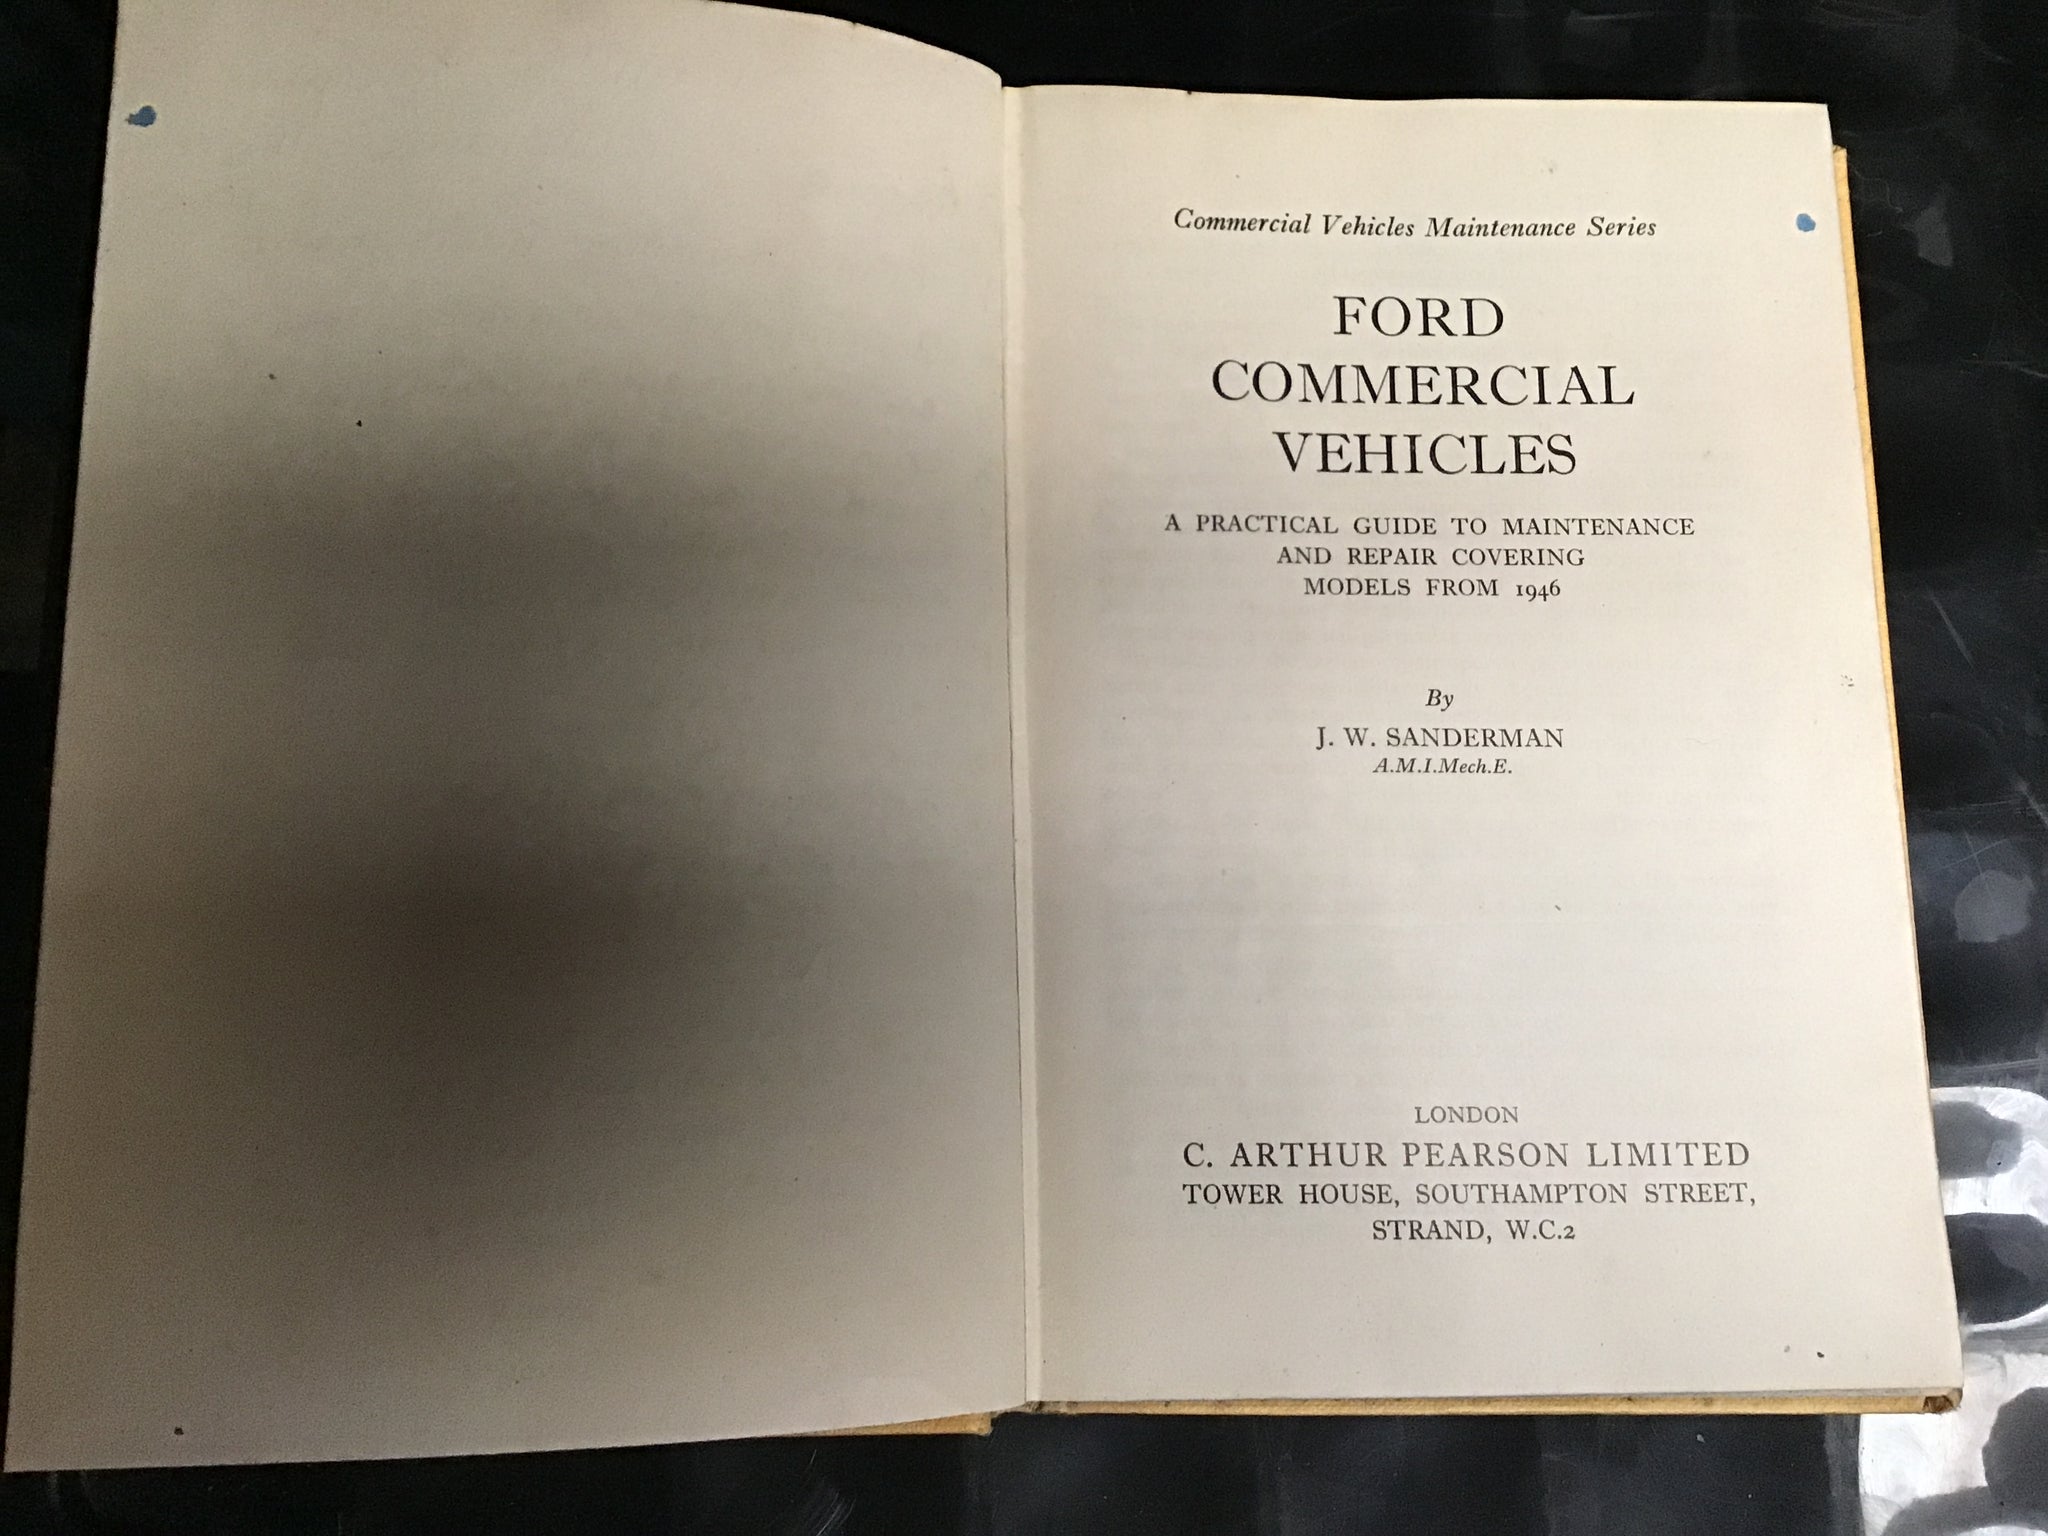 Commercial Vehicles Maintenance Series
FORD
COMMERCIAL
VEHICLES
A PRACTICAL GUIDE TO MAINTENANCE
AND REPAIR COVERING
MODELS FROM 1946
By
J. W. SANDERMAN
A.M.I.Mech.E.
LONDON
C. ARTHUR PEARSON LIMITED
TOWER HOUSE, SOUTHAMPTON STREET,
STRAND, W.C.2